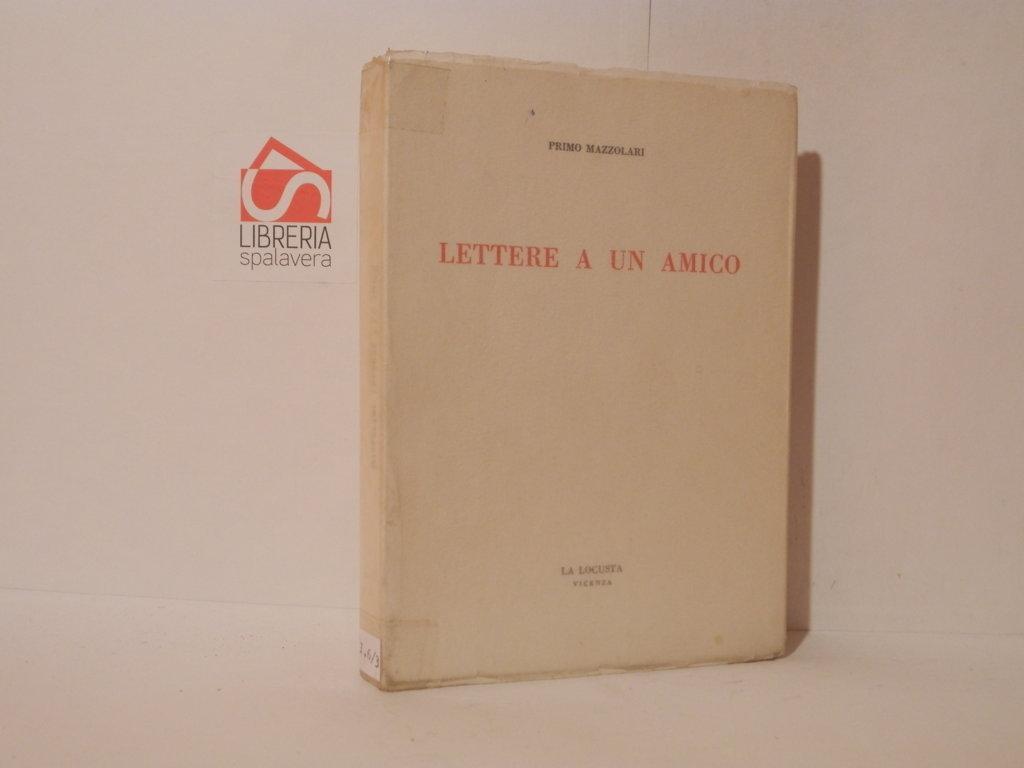 LIBRERIA
spalavera
PRIMO MAZZOLARI
LETTERE A UN AMICO
LA LOCUSTA
VICENZA